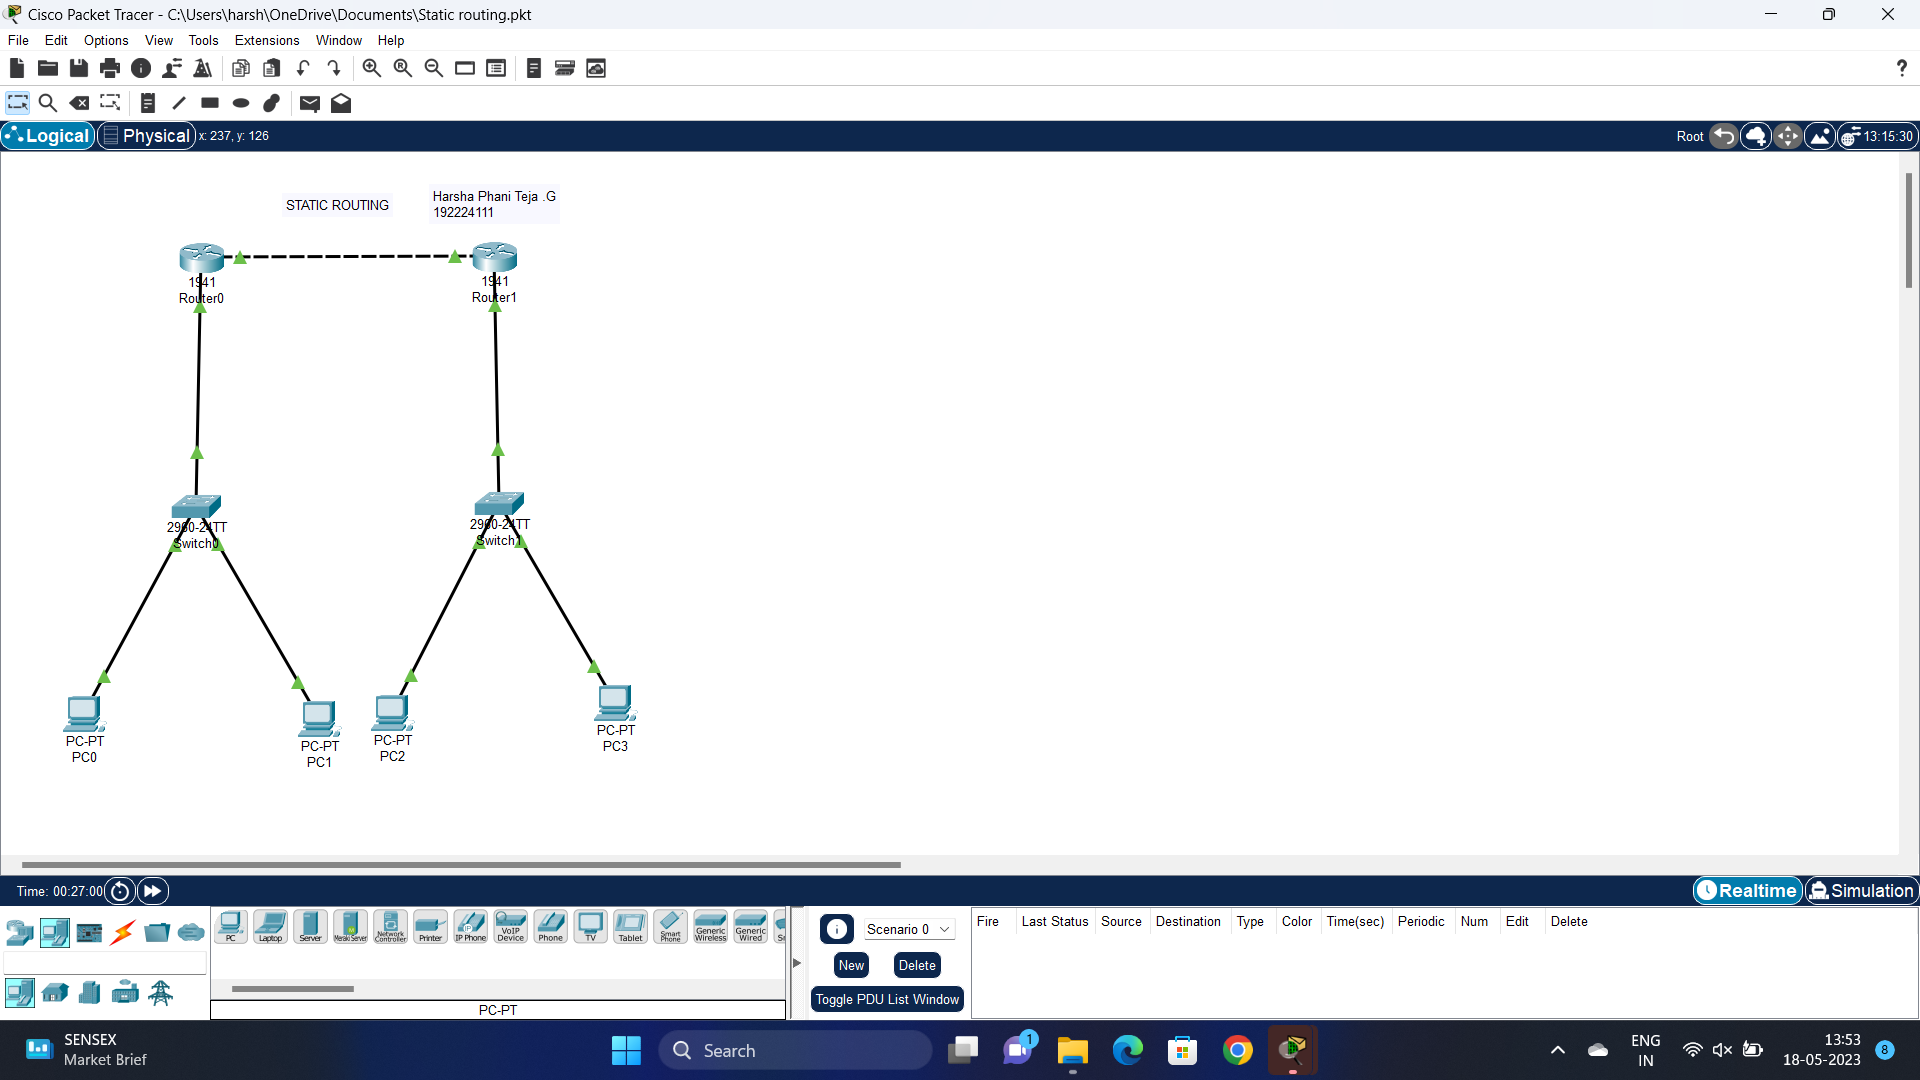 Cisco Packet Tracer - C:\Users\harsh\OneDrive\Documents\Static routing.pkt
File Edit Options View Tools Extensions Window Help
Logical Physical x: 237, y: 126 Root 13:15:30
STATIC ROUTING
Harsha Phani Teja .G
192224111
1941
Router0
1941
Router1
2960-24TT
Switch0
2960-24TT
Switch1
PC-PT
PC0
PC-PT
PC1
PC-PT
PC2
PC-PT
PC3
Time: 00:27:00 Realtime Simulation
PC Laptop Server Meraki Server Network Controller Printer IP Phone VoIP Device Phone TV Tablet Smart Phone Generic Wireless Generic Wired
PC-PT
Scenario 0
New Delete
Toggle PDU List Window
Fire Last Status Source Destination Type Color Time(sec) Periodic Num Edit Delete
SENSEX
Market Brief
Search
1
ENG
IN
13:53
18-05-2023
8